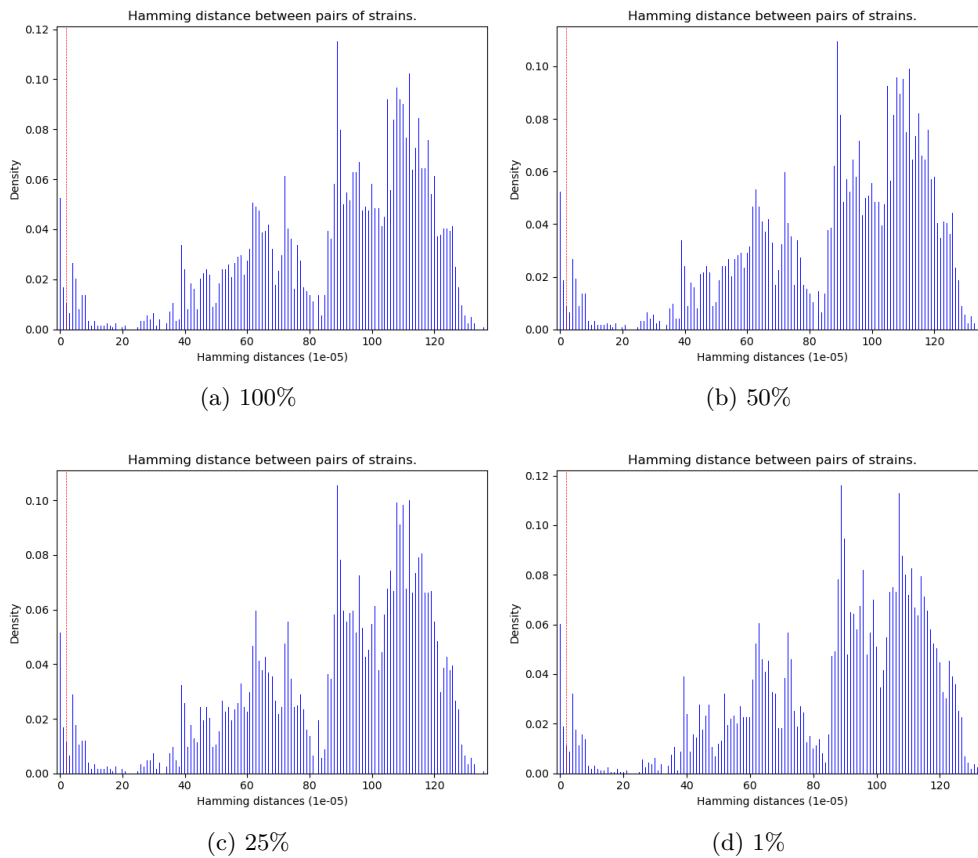 Hamming distance between pairs of strains.
0.12
0.10
0.08
0.06
0.04
0.02
0.00
Density
0 20 40 60 80 100 120
Hamming distances (1e-05)
(a) 100%
Hamming distance between pairs of strains.
0.10
0.08
0.06
0.04
0.02
0.00
Density
0 20 40 60 80 100 120
Hamming distances (1e-05)
(b) 50%
Hamming distance between pairs of strains.
0.10
0.08
0.06
0.04
0.02
0.00
Density
0 20 40 60 80 100 120
Hamming distances (1e-05)
(c) 25%
Hamming distance between pairs of strains.
0.12
0.10
0.08
0.06
0.04
0.02
0.00
Density
0 20 40 60 80 100 120
Hamming distances (1e-05)
(d) 1%